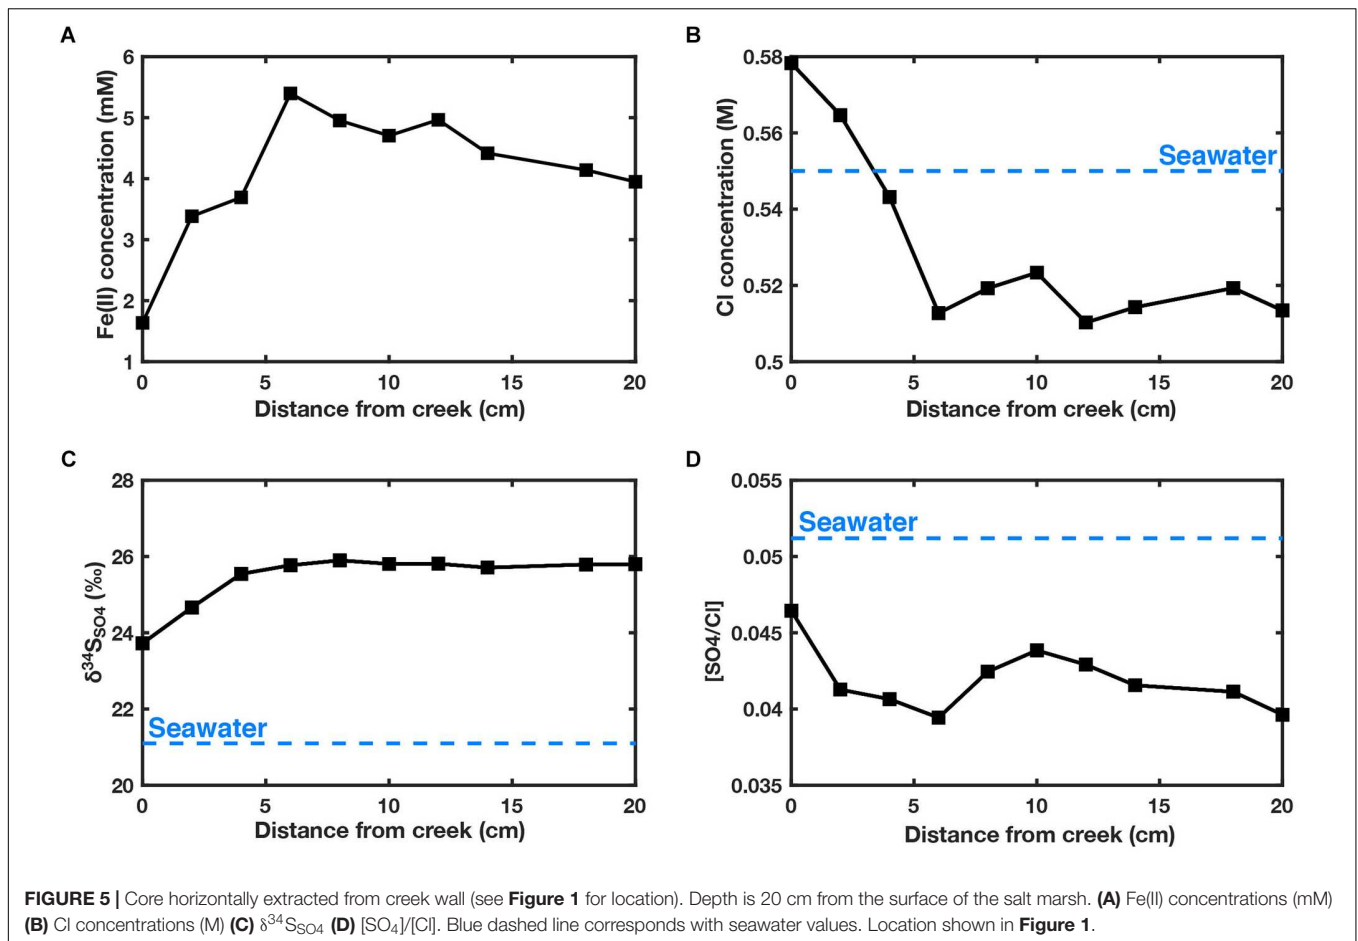 A
Fe(II) concentration (mM)
6
5
4
3
2
1
0
5
10
15
20
Distance from creek (cm)
B
Cl concentration (M)
0.58
0.56
0.54
0.52
0.5
Seawater
0
5
10
15
20
Distance from creek (cm)
C
δ³⁴S_SO4 (‰)
28
26
24
22
20
Seawater
0
5
10
15
20
Distance from creek (cm)
D
[SO4/Cl]
0.055
0.05
0.045
0.04
0.035
Seawater
0
5
10
15
20
Distance from creek (cm)
FIGURE 5 | Core horizontally extracted from creek wall (see Figure 1 for location). Depth is 20 cm from the surface of the salt marsh. (A) Fe(II) concentrations (mM)
(B) Cl concentrations (M) (C) δ³⁴S_SO4 (D) [SO₄]/[Cl]. Blue dashed line corresponds with seawater values. Location shown in Figure 1.